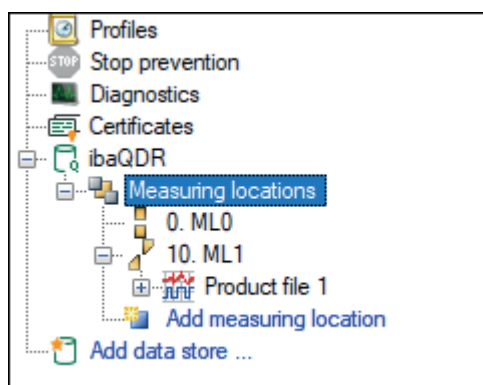 Profiles
STOP Stop prevention
Diagnostics
Certificates
ibaQDR
Measuring locations
0. ML0
10. ML1
Product file 1
Add measuring location
Add data store ...